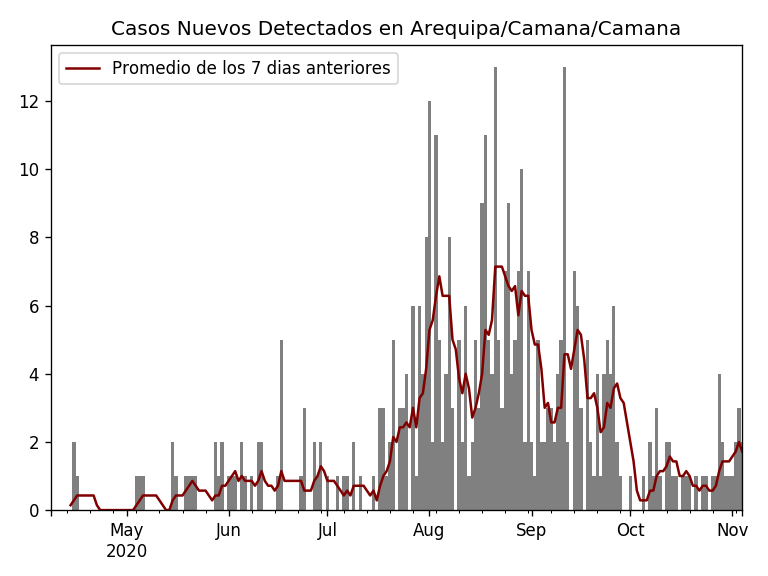 Casos Nuevos Detectados en Arequipa/Camana/Camana
Promedio de los 7 dias anteriores
12
10
8
6
4
2
0
May Jun Jul Aug Sep Oct Nov
2020